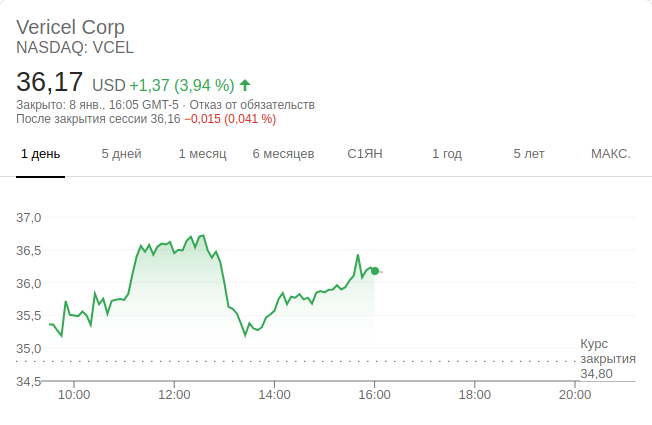 Vericel Corp
NASDAQ: VCEL
36,17 USD +1,37 (3,94 %)
Закрыто: 8 янв., 16:05 GMT-5 · Отказ от обязательств
После закрытия сессии 36,16 −0,015 (0,041 %)
1 день 5 дней 1 месяц 6 месяцев С1ЯН 1 год 5 лет МАКС.
37,0
36,5
36,0
35,5
35,0
Курс
закрытия
34,80
34,5
10:00 12:00 14:00 16:00 18:00 20:00